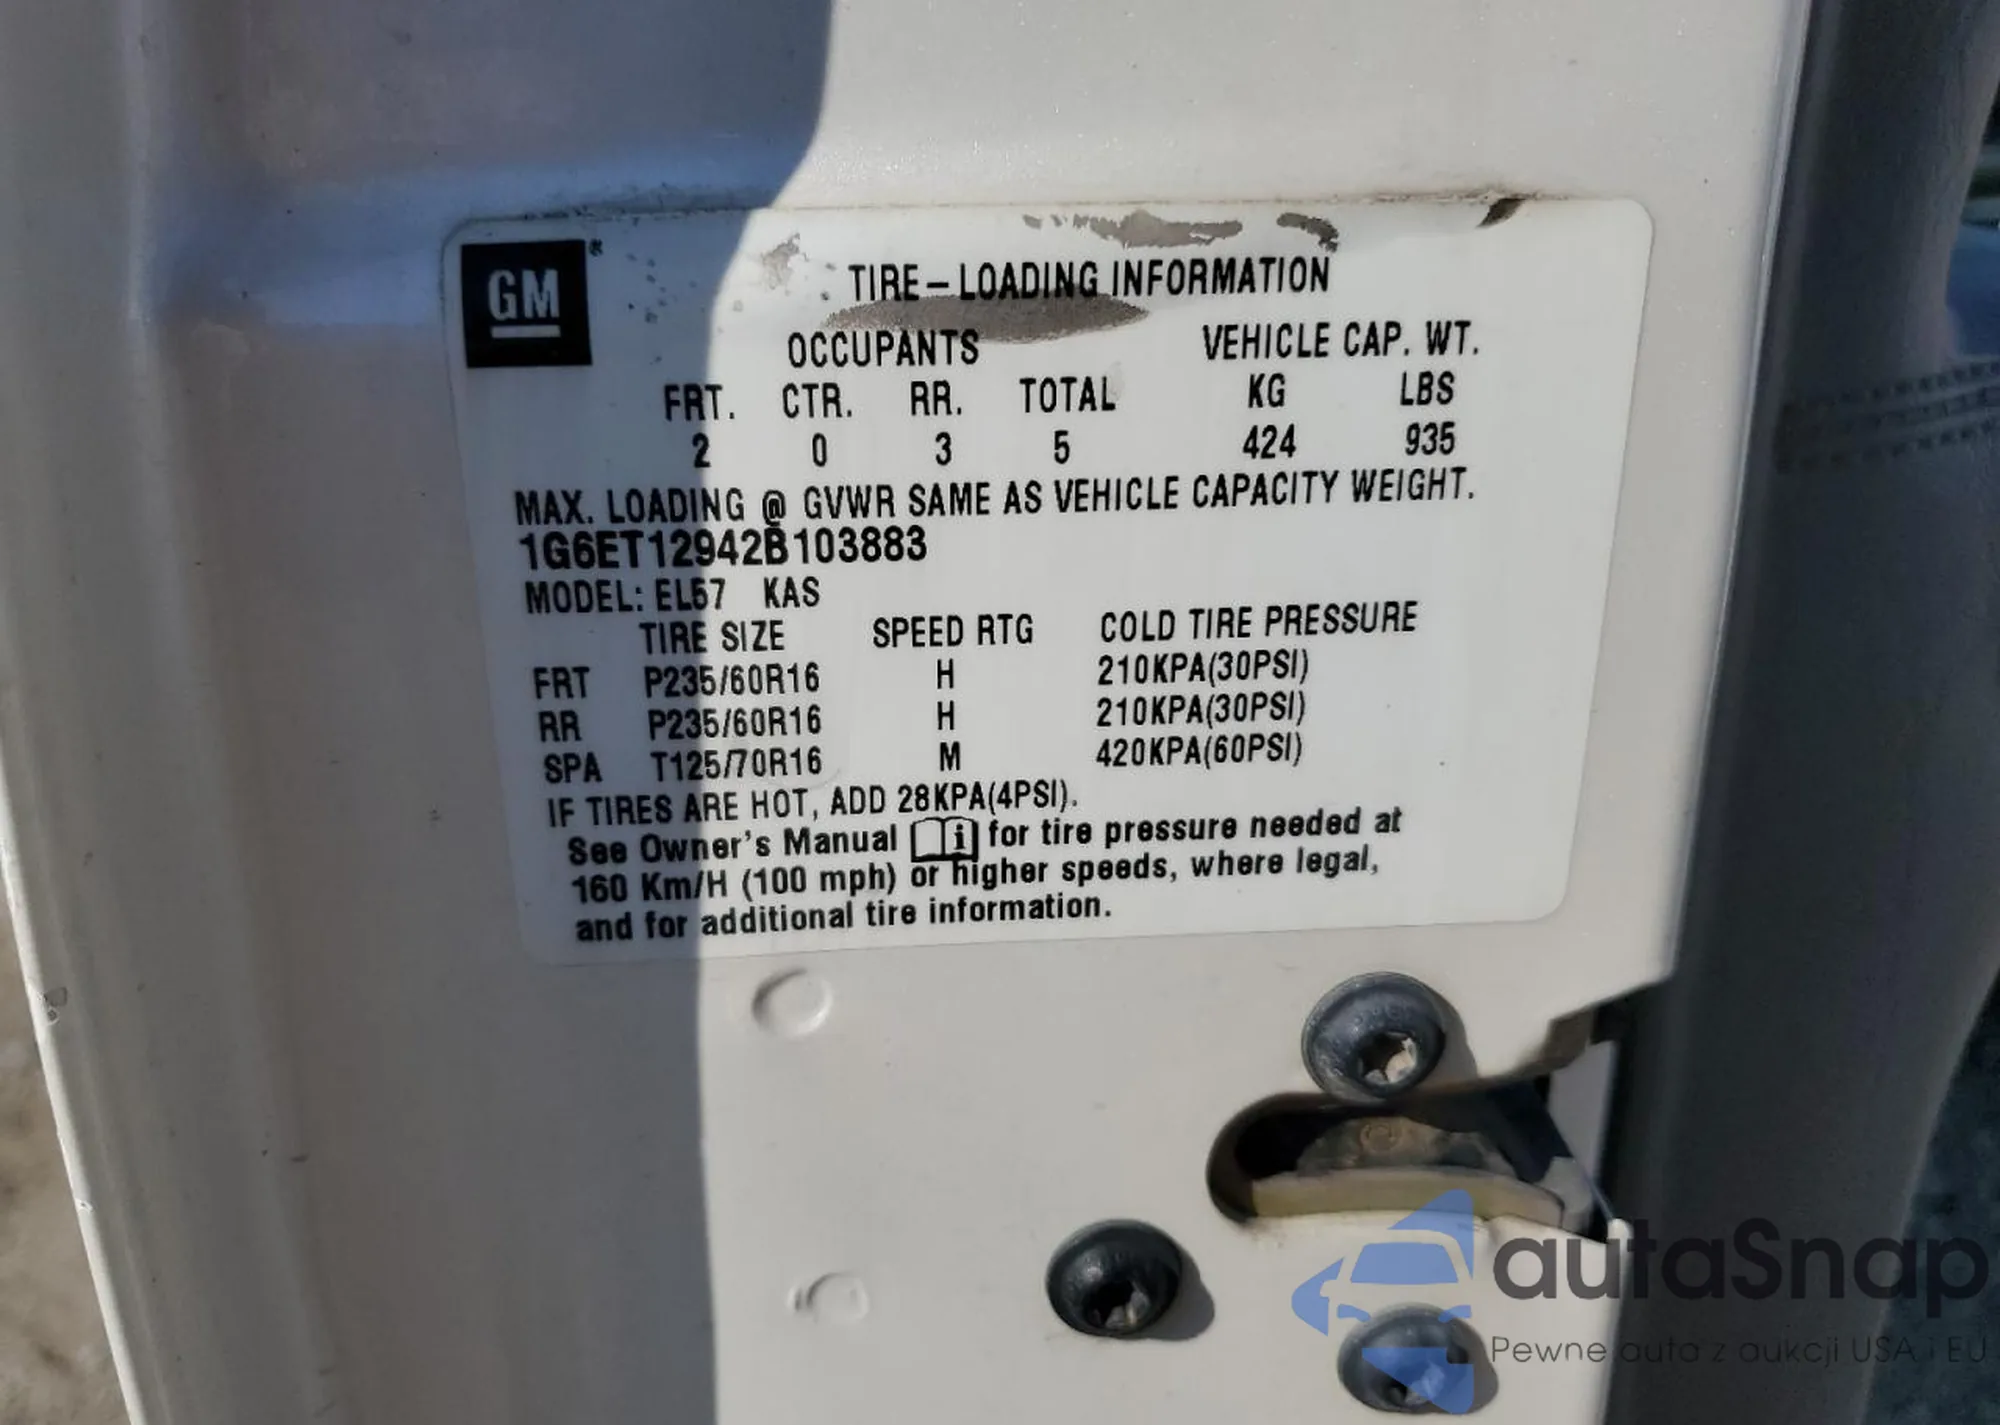 GM ®
TIRE-LOADING INFORMATION
OCCUPANTS VEHICLE CAP. WT.
FRT. CTR. RR. TOTAL KG LBS
2 0 3 5 424 935
MAX. LOADING @ GVWR SAME AS VEHICLE CAPACITY WEIGHT.
1G6ET12942B103883
MODEL: EL57 KAS
TIRE SIZE SPEED RTG COLD TIRE PRESSURE
FRT P235/60R16 H 210KPA(30PSI)
RR P235/60R16 H 210KPA(30PSI)
SPA T125/70R16 M 420KPA(60PSI)
IF TIRES ARE HOT, ADD 28KPA(4PSI).
See Owner's Manual i for tire pressure needed at
160 Km/H (100 mph) or higher speeds, where legal,
and for additional tire information.
autaSnap
Pewne auta z aukcji USA i EU